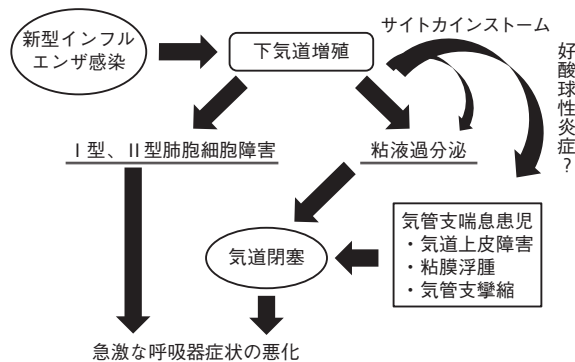 新型インフル
エンザ感染
下気道増殖
サイトカインストーム
好酸球性炎症？
Ⅰ型、Ⅱ型肺胞細胞障害
粘液過分泌
気管支喘息患児
・気道上皮障害
・粘膜浮腫
・気管支攣縮
気道閉塞
急激な呼吸器症状の悪化